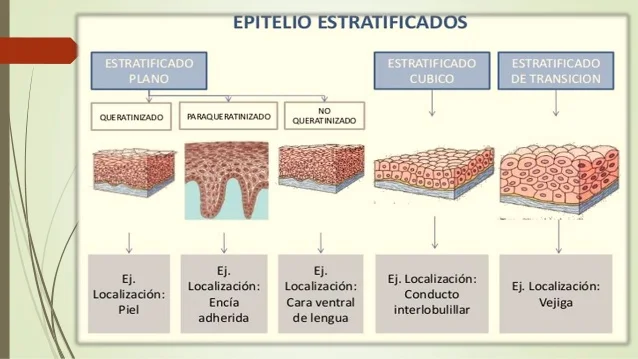 EPITELIO ESTRATIFICADOS
ESTRATIFICADO
PLANO
ESTRATIFICADO
CUBICO
ESTRATIFICADO
DE TRANSICION
QUERATINIZADO
PARAQUERATINIZADO
NO
QUERATINIZADO
Ej.
Localización:
Piel
Ej.
Localización:
Encía
adherida
Ej.
Localización:
Cara ventral
de lengua
Ej. Localización:
Conducto
interlobulillar
Ej. Localización:
Vejiga